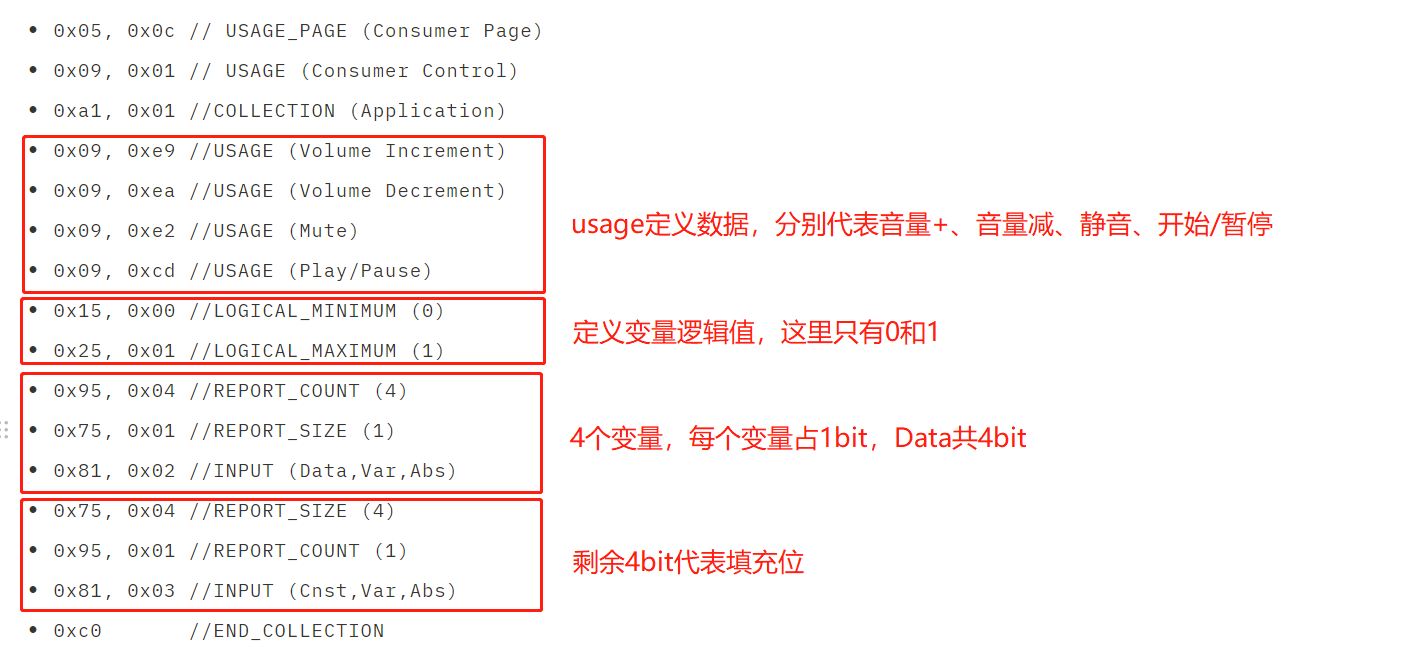 • 0x05, 0x0c // USAGE_PAGE (Consumer Page)
• 0x09, 0x01 // USAGE (Consumer Control)
• 0xa1, 0x01 //COLLECTION (Application)
• 0x09, 0xe9 //USAGE (Volume Increment)
• 0x09, 0xea //USAGE (Volume Decrement)
usage定义数据，分别代表音量+、音量减、静音、开始/暂停
• 0x09, 0xe2 //USAGE (Mute)
• 0x09, 0xcd //USAGE (Play/Pause)
• 0x15, 0x00 //LOGICAL_MINIMUM (0)
定义变量逻辑值，这里只有0和1
• 0x25, 0x01 //LOGICAL_MAXIMUM (1)
• 0x95, 0x04 //REPORT_COUNT (4)
• 0x75, 0x01 //REPORT_SIZE (1)
4个变量，每个变量占1bit，Data共4bit
• 0x81, 0x02 //INPUT (Data,Var,Abs)
• 0x75, 0x04 //REPORT_SIZE (4)
• 0x95, 0x01 //REPORT_COUNT (1)
剩余4bit代表填充位
• 0x81, 0x03 //INPUT (Cnst,Var,Abs)
• 0xc0 //END_COLLECTION